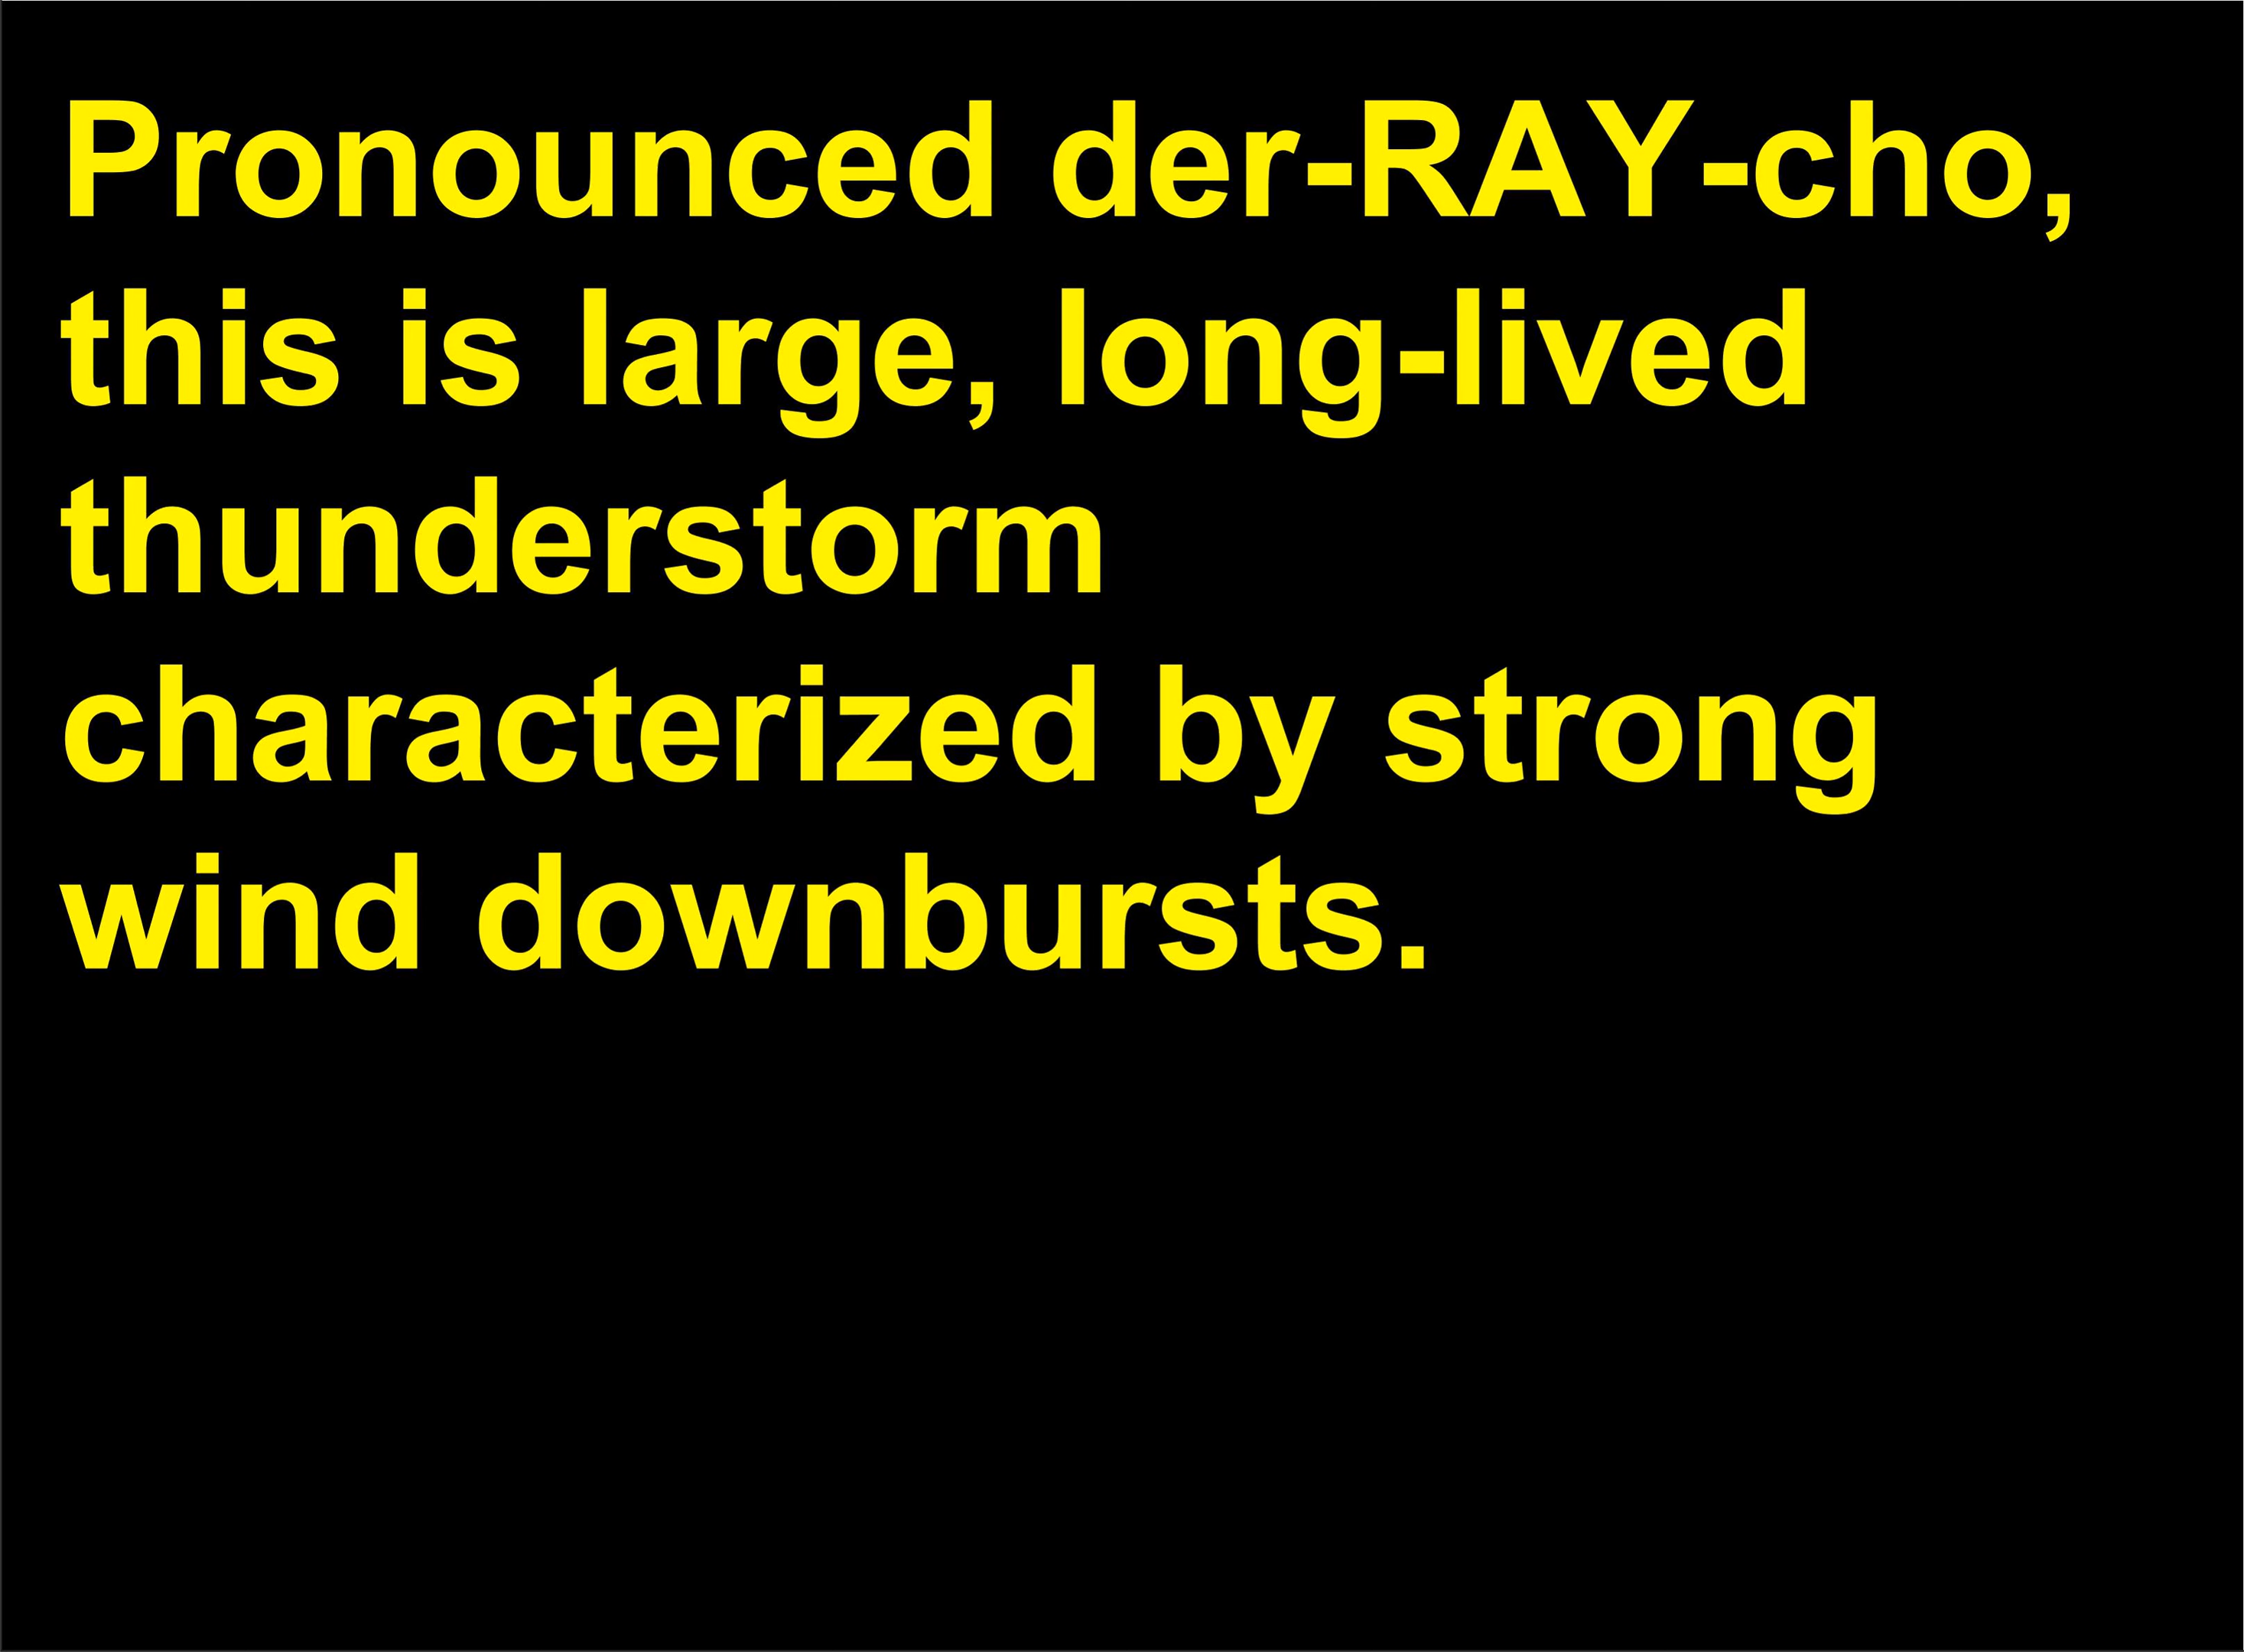 Pronounced der-RAY-cho,
this is large, long-lived
thunderstorm
characterized by strong
wind downbursts.